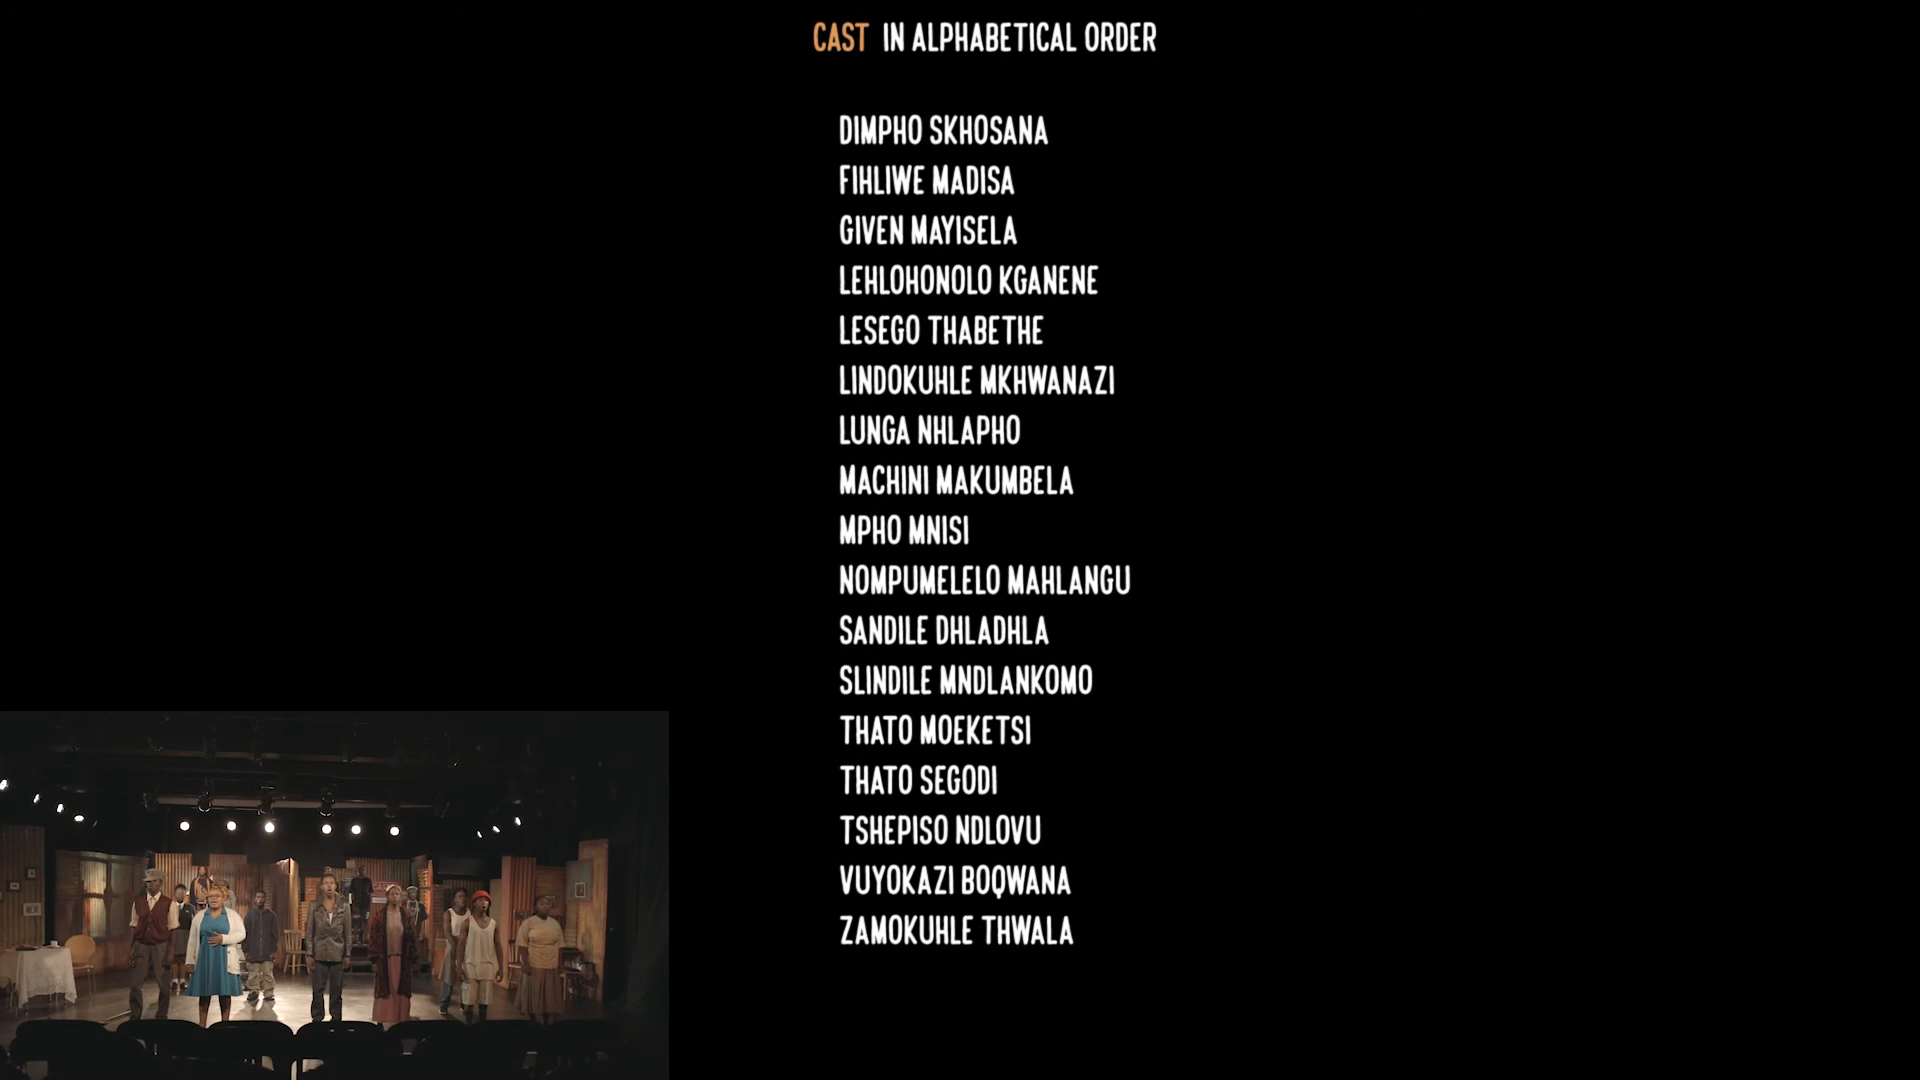 CAST IN ALPHABETICAL ORDER
DIMPHO SKHOSANA
FIHLIWE MADISA
GIVEN MAYISELA
LEHLOHONOLO KGANENE
LESEGO THABETHE
LINDOKUHLE MKHWANAZI
LUNGA NHLAPHO
MACHINI MAKUMBELA
MPHO MNISI
NOMPUMELELO MAHLANGU
SANDILE DHLADHLA
SLINDILE MNDLANKOMO
THATO MOEKETSI
THATO SEGODI
TSHEPISO NDLOVU
VUYOKAZI BOQWANA
ZAMOKUHLE THWALA